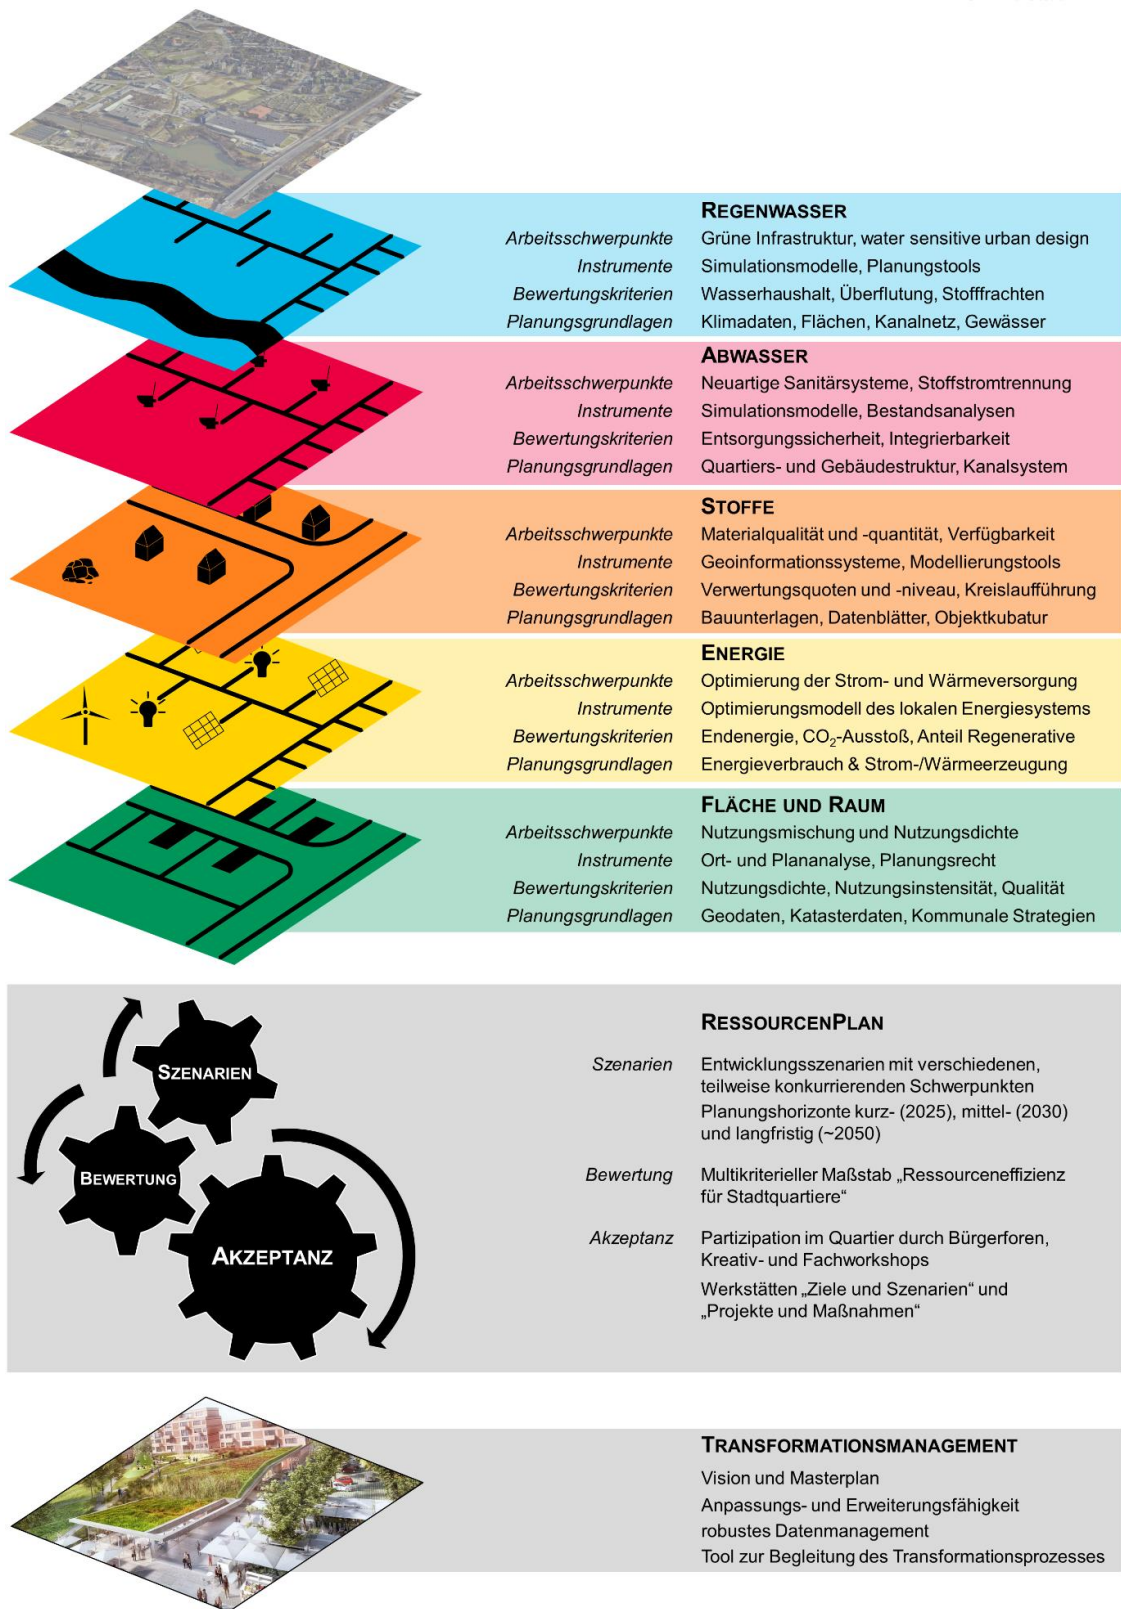 REGENWASSER
Arbeitsschwerpunkte Grüne Infrastruktur, water sensitive urban design
Instrumente Simulationsmodelle, Planungstools
Bewertungskriterien Wasserhaushalt, Überflutung, Stofffrachten
Planungsgrundlagen Klimadaten, Flächen, Kanalnetz, Gewässer
ABWASSER
Arbeitsschwerpunkte Neuartige Sanitärsysteme, Stoffstromtrennung
Instrumente Simulationsmodelle, Bestandsanalysen
Bewertungskriterien Entsorgungssicherheit, Integrierbarkeit
Planungsgrundlagen Quartiers- und Gebäudestruktur, Kanalsystem
STOFFE
Arbeitsschwerpunkte Materialqualität und -quantität, Verfügbarkeit
Instrumente Geoinformationssysteme, Modellierungstools
Bewertungskriterien Verwertungsquoten und -niveau, Kreislaufführung
Planungsgrundlagen Bauunterlagen, Datenblätter, Objektkubatur
ENERGIE
Arbeitsschwerpunkte Optimierung der Strom- und Wärmeversorgung
Instrumente Optimierungsmodell des lokalen Energiesystems
Bewertungskriterien Endenergie, CO₂-Ausstoß, Anteil Regenerative
Planungsgrundlagen Energieverbrauch & Strom-/Wärmeerzeugung
FLÄCHE UND RAUM
Arbeitsschwerpunkte Nutzungsmischung und Nutzungsdichte
Instrumente Ort- und Plananalyse, Planungsrecht
Bewertungskriterien Nutzungsdichte, Nutzungsinstensität, Qualität
Planungsgrundlagen Geodaten, Katasterdaten, Kommunale Strategien
SZENARIEN
BEWERTUNG
AKZEPTANZ
RESSOURCENPLAN
Szenarien Entwicklungsszenarien mit verschiedenen,
teilweise konkurrierenden Schwerpunkten
Planungshorizonte kurz- (2025), mittel- (2030)
und langfristig (~2050)
Bewertung Multikriterieller Maßstab „Ressourceneffizienz
für Stadtquartiere“
Akzeptanz Partizipation im Quartier durch Bürgerforen,
Kreativ- und Fachworkshops
Werkstätten „Ziele und Szenarien“ und
„Projekte und Maßnahmen“
TRANSFORMATIONSMANAGEMENT
Vision und Masterplan
Anpassungs- und Erweiterungsfähigkeit
robustes Datenmanagement
Tool zur Begleitung des Transformationsprozesses